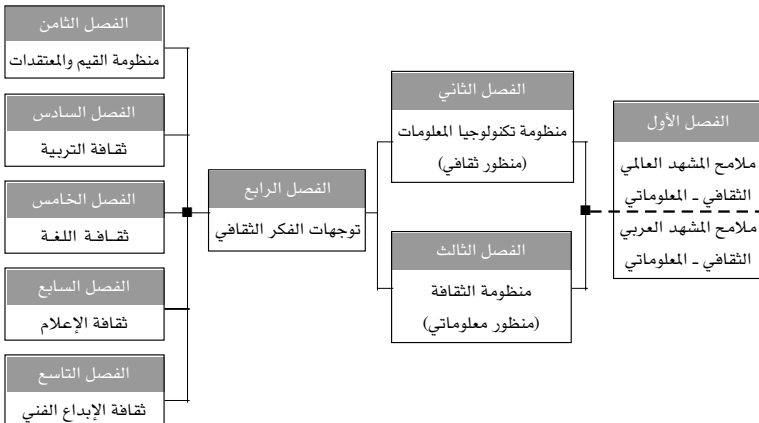 الفصل الأول
ملامح المشهد العالمي
الثقافي ـ المعلوماتي
ملامح المشهد العربي
الثقافي ـ المعلوماتي
الفصل الثاني
منظومة تكنولوجيا المعلومات
(منظور ثقافي)
الفصل الثالث
منظومة الثقافة
(منظور معلوماتي)
الفصل الرابع
توجهات الفكر الثقافي
الفصل الثامن
منظومة القيم والمعتقدات
الفصل السادس
ثقافة التربية
الفصل الخامس
ثقافة اللغة
الفصل السابع
ثقافة الإعلام
الفصل التاسع
ثقافة الإبداع الفني